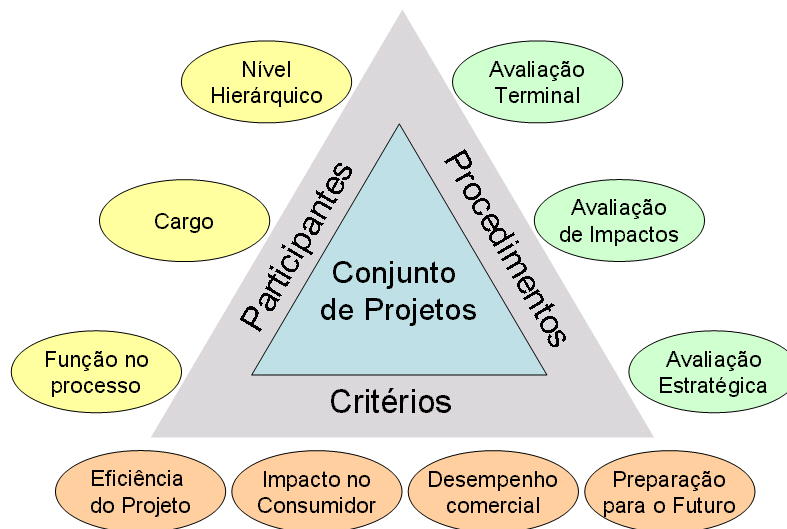 Nível
Hierárquico
Avaliação
Terminal
Cargo
Participantes
Procedimentos
Avaliação
de Impactos
Conjunto
de Projetos
Função no
processo
Avaliação
Estratégica
Critérios
Eficiência
do Projeto
Impacto no
Consumidor
Desempenho
comercial
Preparação
para o Futuro